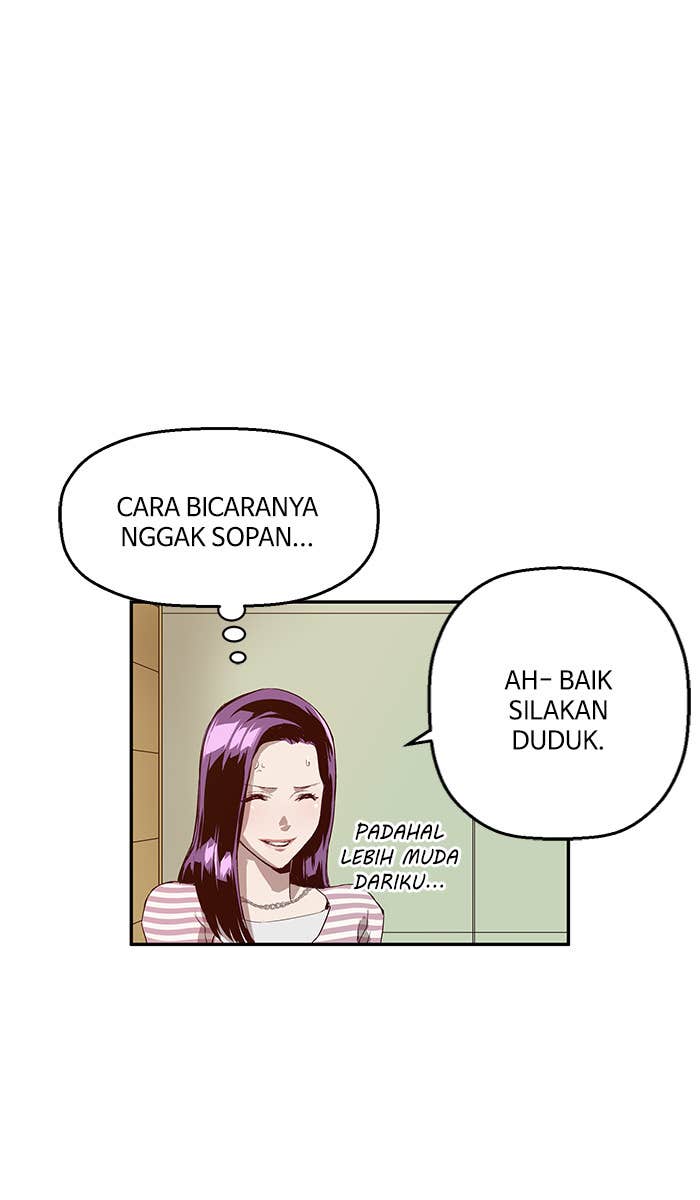 CARA BICARANYA
NGGAK SOPAN...
AH- BAIK
SILAKAN
DUDUK.
PADAHAL
LEBIH MUDA
DARIKU...